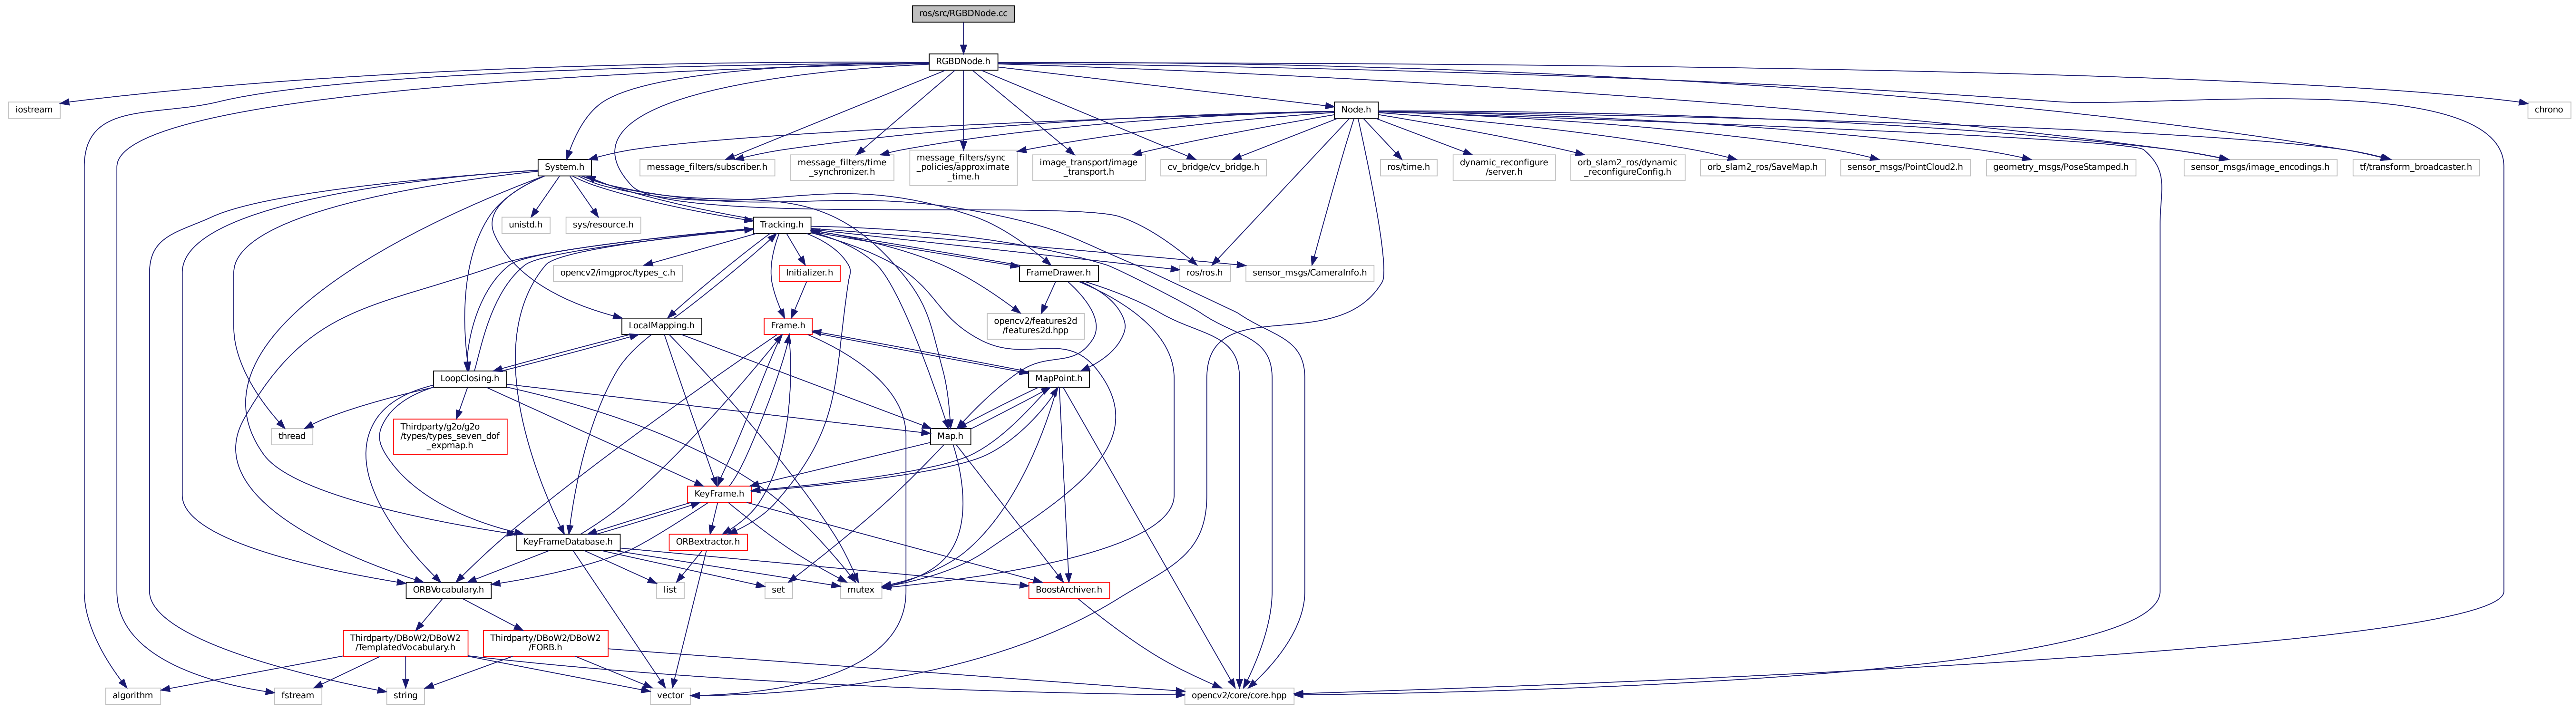 ros/src/RGBDNode.cc
RGBDNode.h
iostream
Node.h
chrono
System.h
message_filters/subscriber.h
message_filters/time
_synchronizer.h
message_filters/sync
_policies/approximate
_time.h
image_transport/image
_transport.h
cv_bridge/cv_bridge.h
ros/time.h
dynamic_reconfigure
/server.h
orb_slam2_ros/dynamic
_reconfigureConfig.h
orb_slam2_ros/SaveMap.h
sensor_msgs/PointCloud2.h
geometry_msgs/PoseStamped.h
sensor_msgs/image_encodings.h
tf/transform_broadcaster.h
unistd.h
sys/resource.h
Tracking.h
opencv2/imgproc/types_c.h
Initializer.h
FrameDrawer.h
ros/ros.h
sensor_msgs/CameraInfo.h
LocalMapping.h
Frame.h
opencv2/features2d
/features2d.hpp
LoopClosing.h
MapPoint.h
thread
Thirdparty/g2o/g2o
/types/types_seven_dof
_expmap.h
Map.h
KeyFrame.h
KeyFrameDatabase.h
ORBextractor.h
ORBVocabulary.h
list
set
mutex
BoostArchiver.h
Thirdparty/DBoW2/DBoW2
/TemplatedVocabulary.h
Thirdparty/DBoW2/DBoW2
/FORB.h
algorithm
fstream
string
vector
opencv2/core/core.hpp